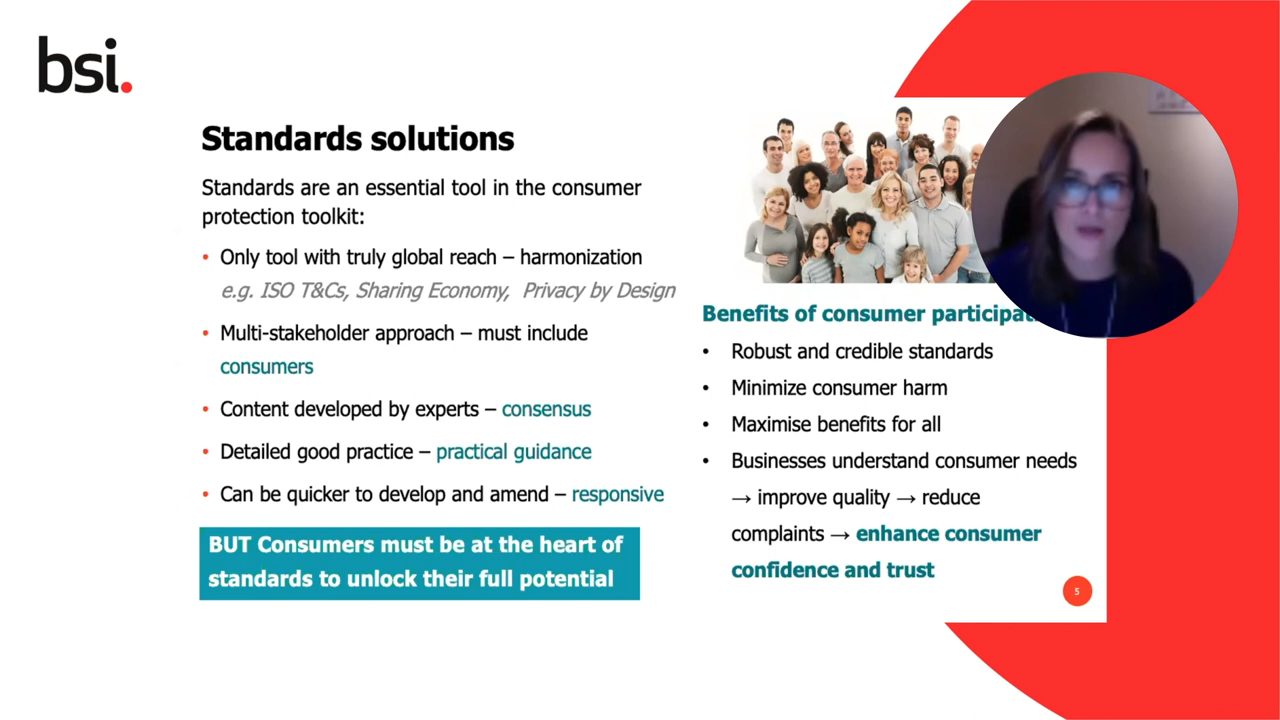 bsi.
Standards solutions
Standards are an essential tool in the consumer
protection toolkit:
• Only tool with truly global reach – harmonization
e.g. ISO T&Cs, Sharing Economy, Privacy by Design
• Multi-stakeholder approach – must include
consumers
• Content developed by experts – consensus
• Detailed good practice – practical guidance
• Can be quicker to develop and amend – responsive
BUT Consumers must be at the heart of
standards to unlock their full potential
Benefits of consumer
• Robust and credible standards
• Minimize consumer harm
• Maximise benefits for all
• Businesses understand consumer needs
→ improve quality → reduce
complaints → enhance consumer
confidence and trust
5